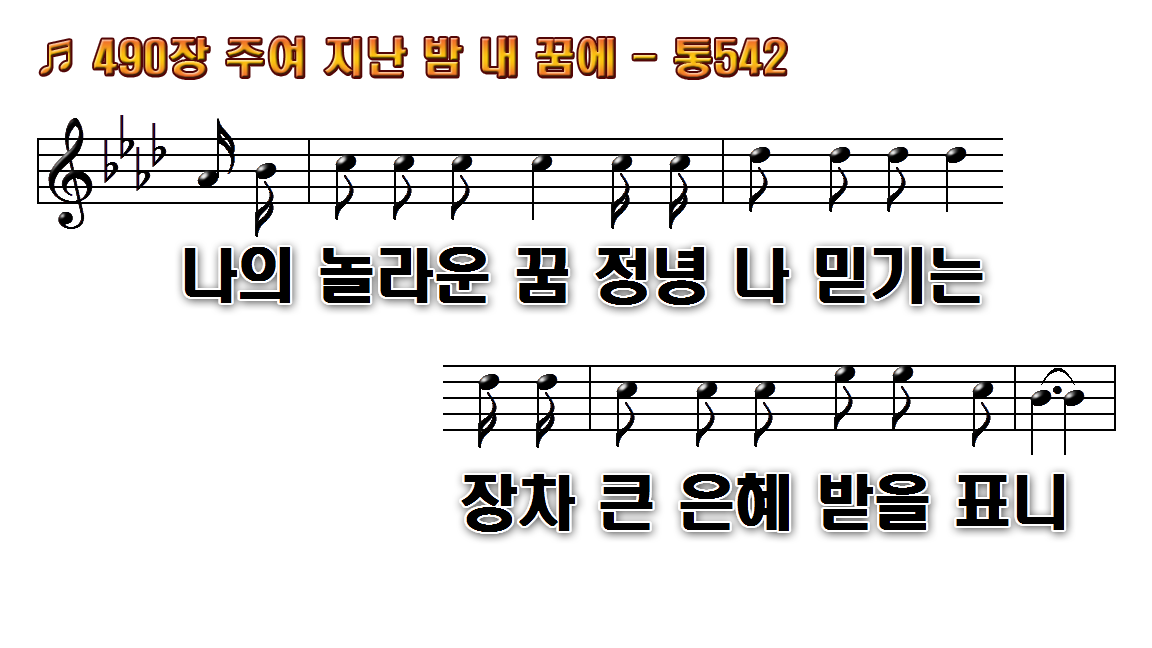 ♬ 490장 주여 지난 밤 내 꿈에 - 통542
나의 놀라운 꿈 정녕 나 믿기는
장차 큰 은혜 받을 표니